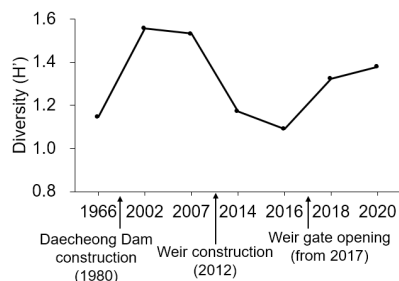 Diversity (H')
1.6
1.4
1.2
1.0
0.8
1966 2002 2007 2014 2016 2018 2020
Daecheong Dam
construction
(1980)
Weir construction
(2012)
Weir gate opening
(from 2017)